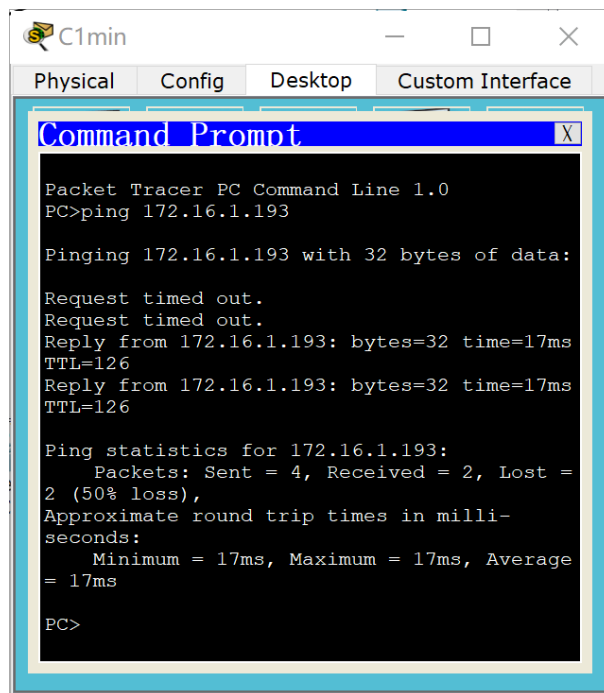 C1min
Physical Config Desktop Custom Interface
Command Prompt X
Packet Tracer PC Command Line 1.0
PC>ping 172.16.1.193
Pinging 172.16.1.193 with 32 bytes of data:
Request timed out.
Request timed out.
Reply from 172.16.1.193: bytes=32 time=17ms
TTL=126
Reply from 172.16.1.193: bytes=32 time=17ms
TTL=126
Ping statistics for 172.16.1.193:
Packets: Sent = 4, Received = 2, Lost =
2 (50% loss),
Approximate round trip times in milli-
seconds:
Minimum = 17ms, Maximum = 17ms, Average
= 17ms
PC>